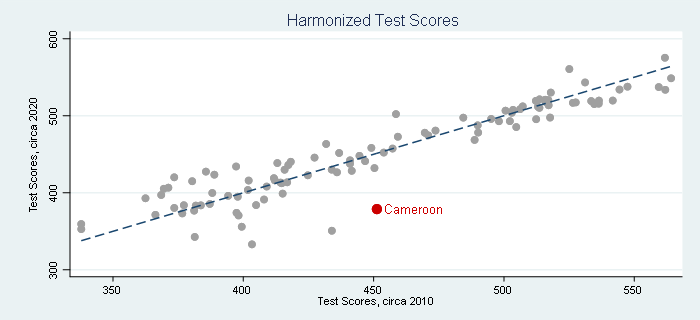 Harmonized Test Scores
600
500
400
300
Test Scores, circa 2020
Cameroon
350
400
450
500
550
Test Scores, circa 2010